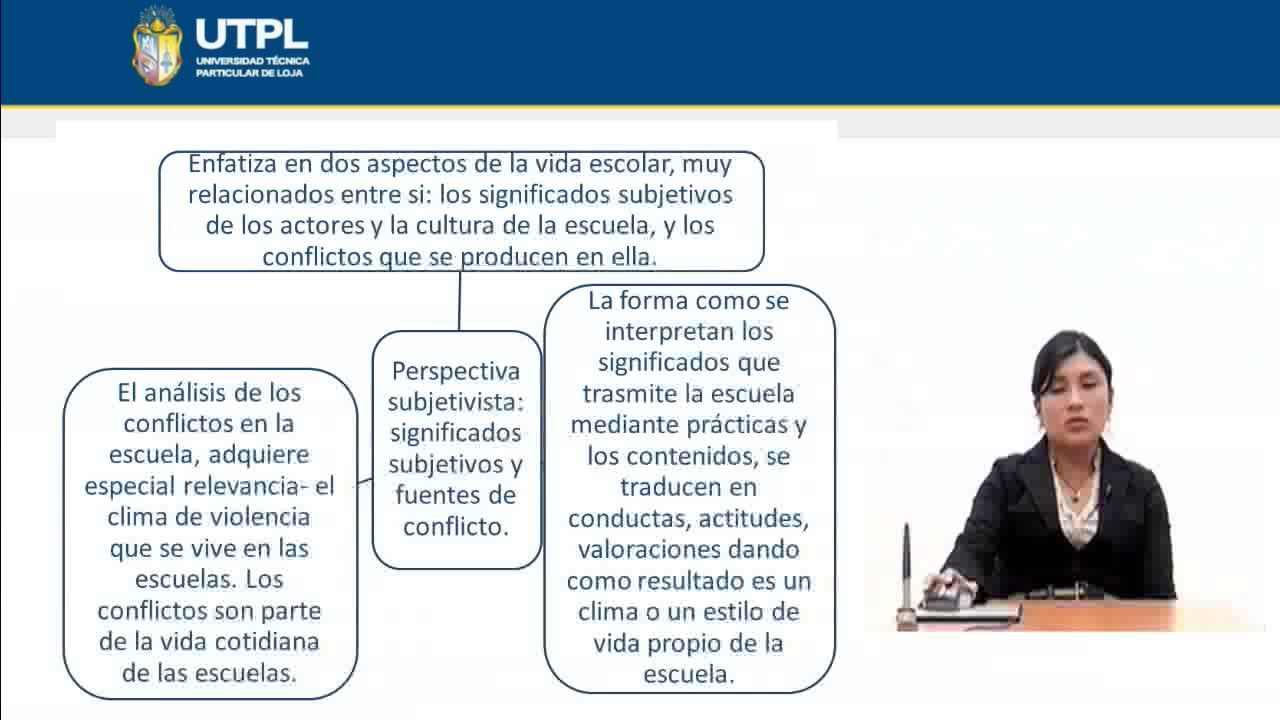 UTPL
UNIVERSIDAD TÉCNICA
PARTICULAR DE LOJA
Enfatiza en dos aspectos de la vida escolar, muy
relacionados entre si: los significados subjetivos
de los actores y la cultura de la escuela, y los
conflictos que se producen en ella.
El análisis de los
conflictos en la
escuela, adquiere
especial relevancia- el
clima de violencia
que se vive en las
escuelas. Los
conflictos son parte
de la vida cotidiana
de las escuelas.
Perspectiva
subjetivista:
significados
subjetivos y
fuentes de
conflicto.
La forma como se
interpretan los
significados que
trasmite la escuela
mediante prácticas y
los contenidos, se
traducen en
conductas, actitudes,
valoraciones dando
como resultado es un
clima o un estilo de
vida propio de la
escuela.